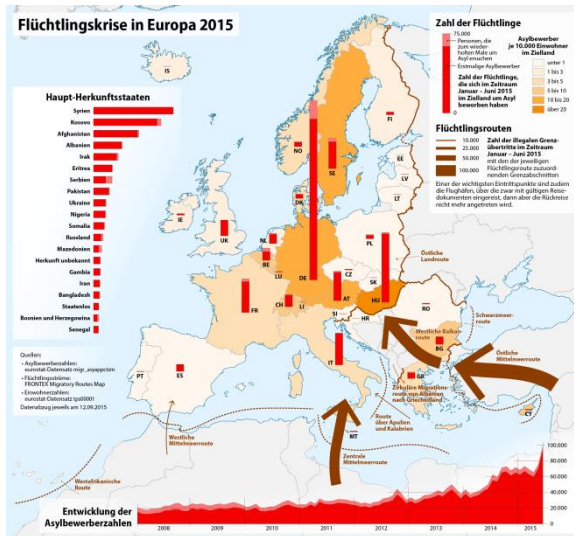 Flüchtlingskrise in Europa 2015
Zahl der Flüchtlinge
75.000
Personen, die
zum wieder-
holten Male um
Asyl ersuchen
Erstmalige Asylbewerber
Zahl der Flüchtlinge,
die sich im Zeitraum
Januar – Juni 2015
im Zielland um Asyl
beworben haben
0
Asylbewerber
je 10.000 Einwohner
im Zielland
unter 1
1 bis 3
3 bis 5
5 bis 10
10 bis 20
über 20
Flüchtlingsrouten
10.000
25.000
50.000
100.000
Zahl der illegalen Grenz-
übertritte im Zeitraum
Januar – Juni 2015
mit den der jeweiligen
Flüchtlingsroute zuzuord-
nenden Grenzabschnitten
Einer der wichtigsten Eintrittspunkte sind zudem
die Flughäfen, über die zwar mit gültigen Reise-
dokumenten eingereist, dann aber die Rückreise
nicht mehr angetreten wird.
Haupt-Herkunftsstaaten
Syrien
Kosovo
Afghanistan
Albanien
Irak
Eritrea
Serbien
Pakistan
Ukraine
Nigeria
Somalia
Russland
Mazedonien
Herkunft unbekannt
Gambia
Iran
Bangladesh
Staatenlos
Bosnien und Herzegowina
Senegal
Quellen:
• Asylbewerberzahlen:
eurostat-Datensatz migr_asyappctzm
• Flüchtlingsströme:
FRONTEX Migratory Routes Map
• Einwohnerzahlen:
eurostat-Datensatz tps00001
Datenabzug jeweils am 12.09.2015
IS
NO
SE
FI
EE
LV
LT
DK
IE
UK
NL
BE
LU
DE
PL
CZ
SK
FR
CH
LI
AT
HU
SI
HR
RO
BG
IT
PT
ES
GR
MT
CY
Östliche
Landroute
Schwarzmeer-
route
Westliche Balkan-
route
Östliche
Mittelmeerroute
Zirkuläre Migrations-
route von Albanien
nach Griechenland
Route
über Apulien
und Kalabrien
Zentrale
Mittelmeerroute
Westliche
Mittelmeerroute
Westafrikanische
Route
Entwicklung der
Asylbewerberzahlen
100.000
80.000
60.000
40.000
20.000
0
2008
2009
2010
2011
2012
2013
2014
2015